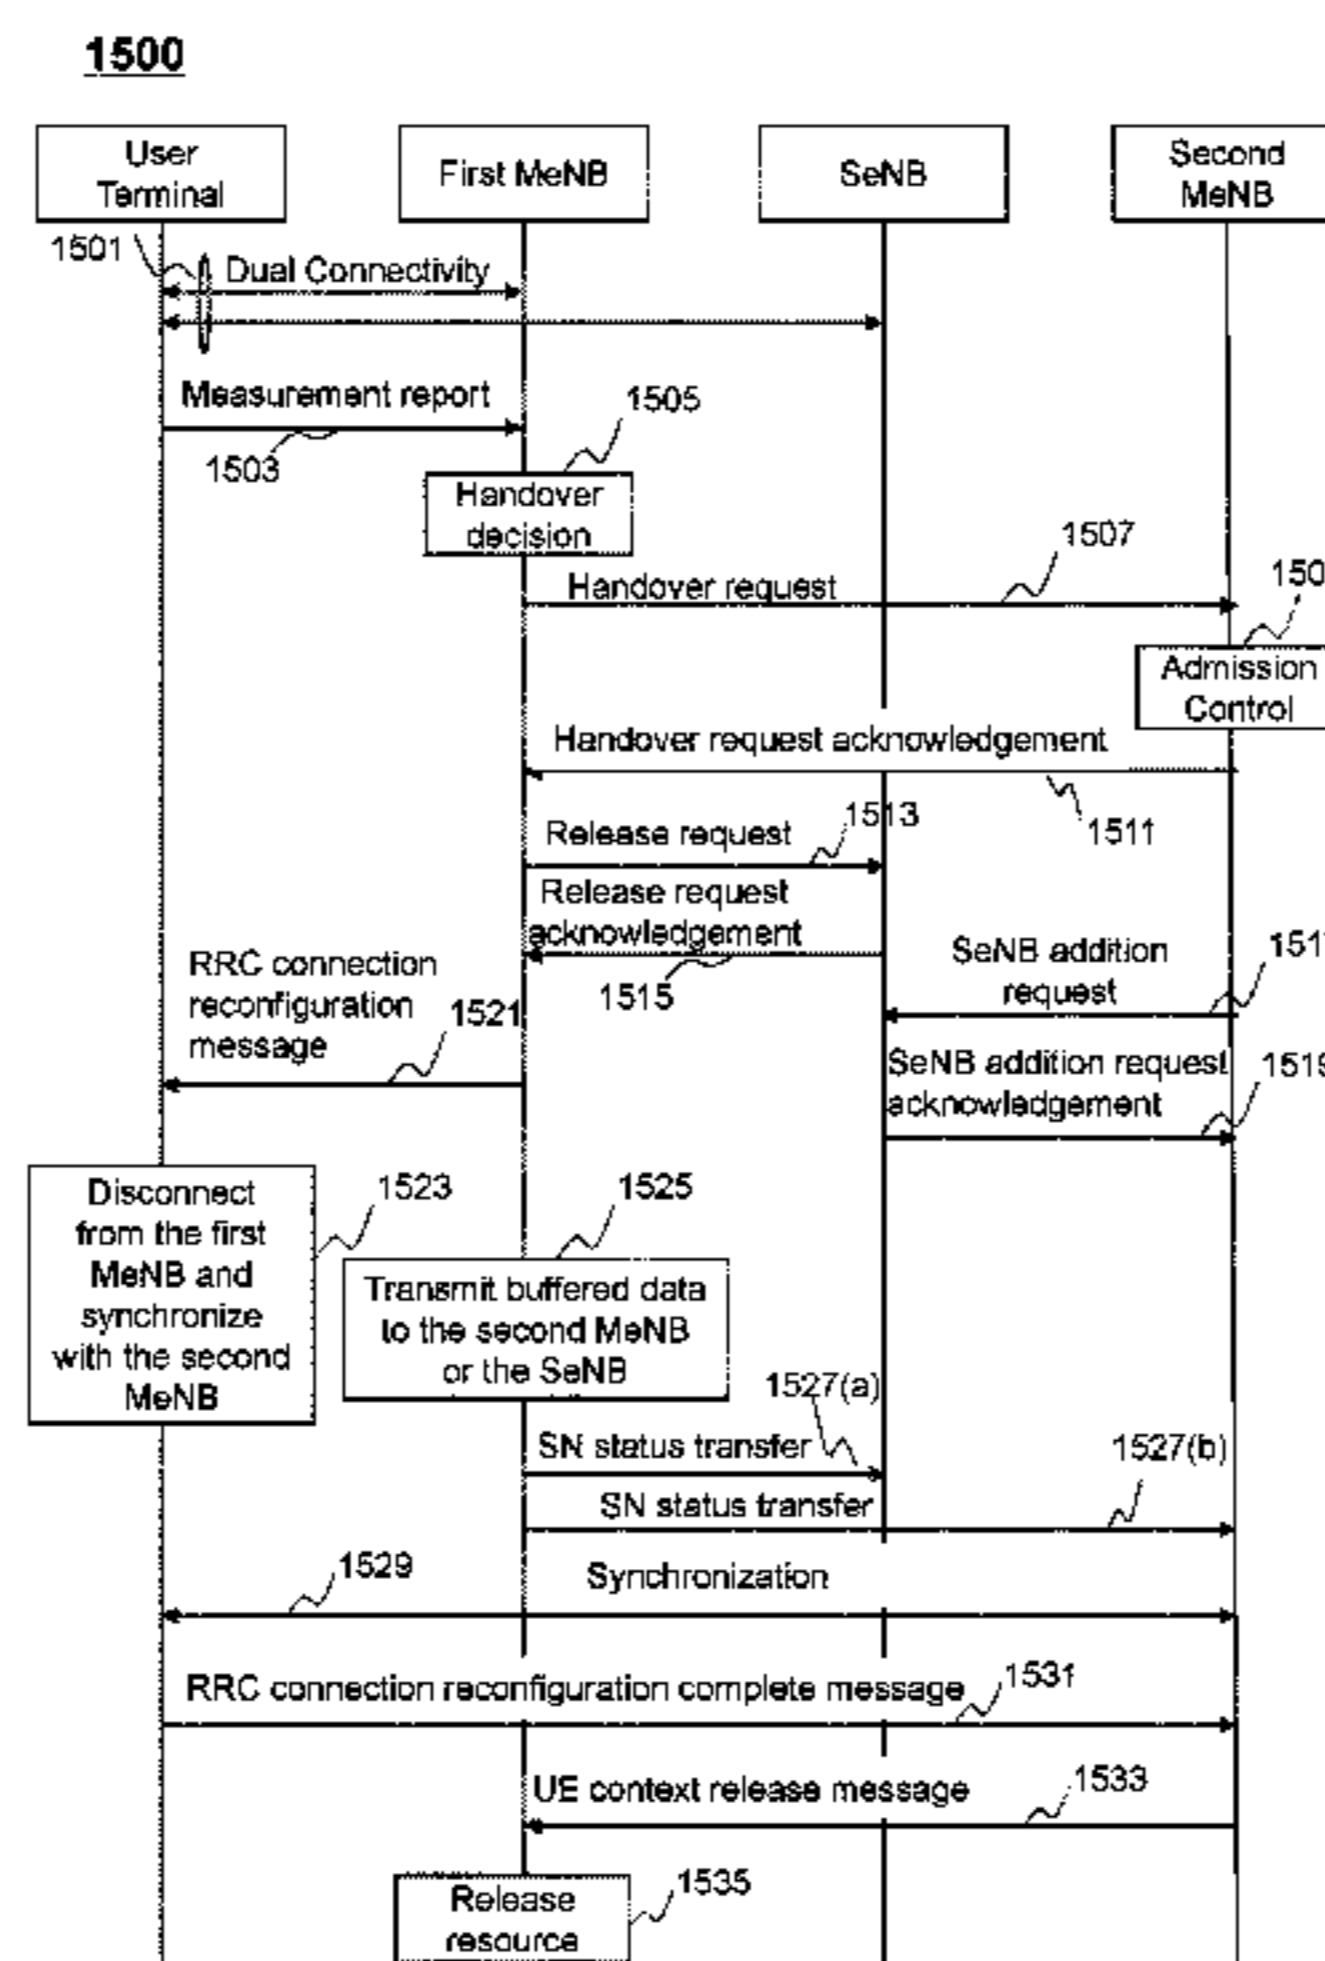 1500
User
Terminal
First MeNB
SeNB
Second
MeNB
1501
Dual Connectivity
Measurement report
1503
1505
Handover
decision
1507
Handover request
150
Admission
Control
Handover request acknowledgement
1511
1513
Release request
Release request
acknowledgement
1515
SeNB addition
request
151
RRC connection
reconfiguration
message
1521
SeNB addition request
acknowledgement
1519
Disconnect
from the first
MeNB and
synchronize
with the second
MeNB
1523
1525
Transmit buffered data
to the second MeNB
or the SeNB
1527(a)
SN status transfer
1527(b)
SN status transfer
1529
Synchronization
RRC connection reconfiguration complete message
1531
UE context release message
1533
Release
resource
1535